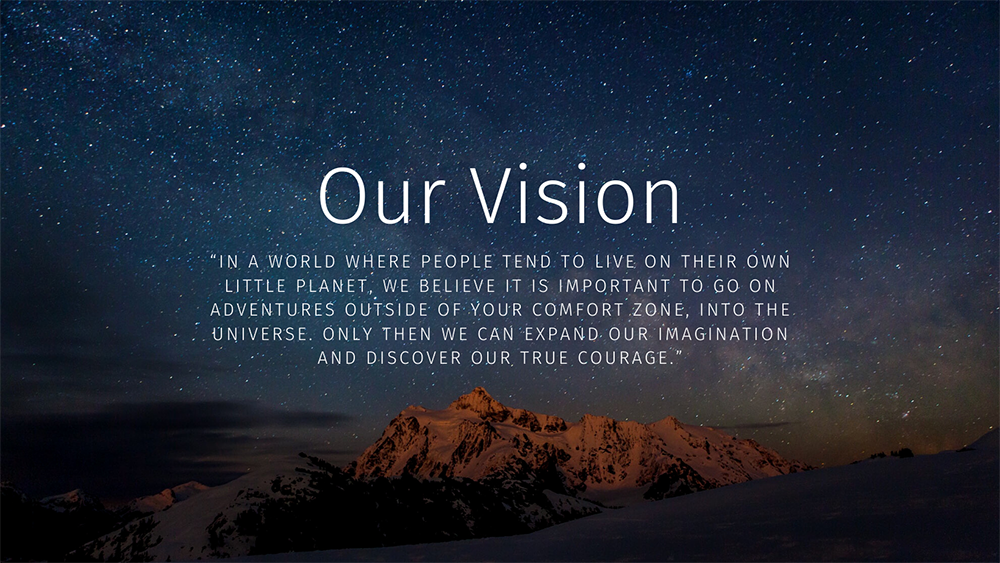 Our Vision
“IN A WORLD WHERE PEOPLE TEND TO LIVE ON THEIR OWN
LITTLE PLANET, WE BELIEVE IT IS IMPORTANT TO GO ON
ADVENTURES OUTSIDE OF YOUR COMFORT ZONE, INTO THE
UNIVERSE. ONLY THEN WE CAN EXPAND OUR IMAGINATION
AND DISCOVER OUR TRUE COURAGE.”